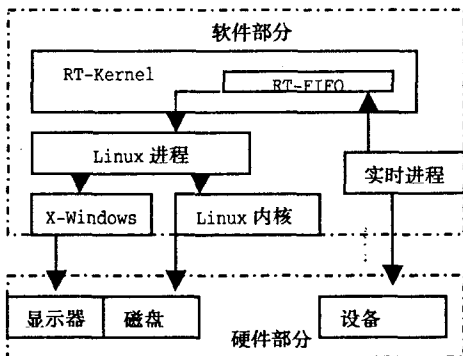 软件部分
RT-Kernel
RT-FIFO
Linux 进程
实时进程
X-Windows
Linux 内核
显示器
磁盘
设备
硬件部分